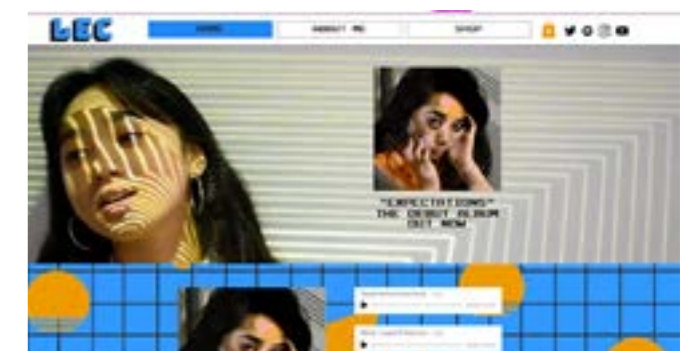 LEC
HOME
ABOUT ME
SHOP
"EXPECTATIONS"
THE DEBUT ALBUM
OUT NOW